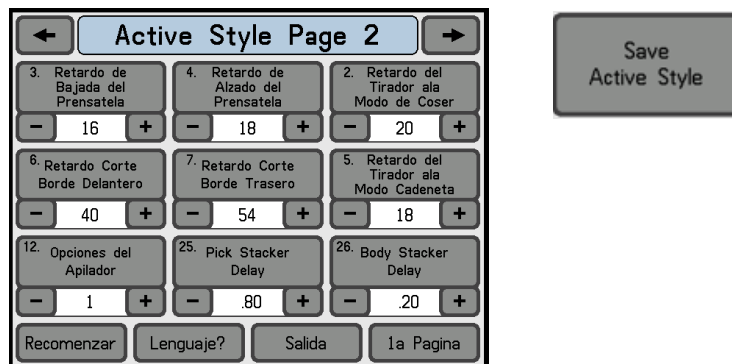 Active Style Page 2
3. Retardo de
Bajada del
Prensatela
4. Retardo de
Alzado del
Prensatela
2. Retardo del
Tirador ala
Modo de Coser
- 16 +
- 18 +
- 20 +
6. Retardo Corte
Borde Delantero
7. Retardo Corte
Borde Trasero
5. Retardo del
Tirador ala
Modo Cadeneta
- 40 +
- 54 +
- 18 +
12. Opciones del
Apilador
25. Pick Stacker
Delay
26. Body Stacker
Delay
- 1 +
- .80 +
- .20 +
Recomenzar
Lenguaje?
Salida
1a Pagina
Save
Active Style